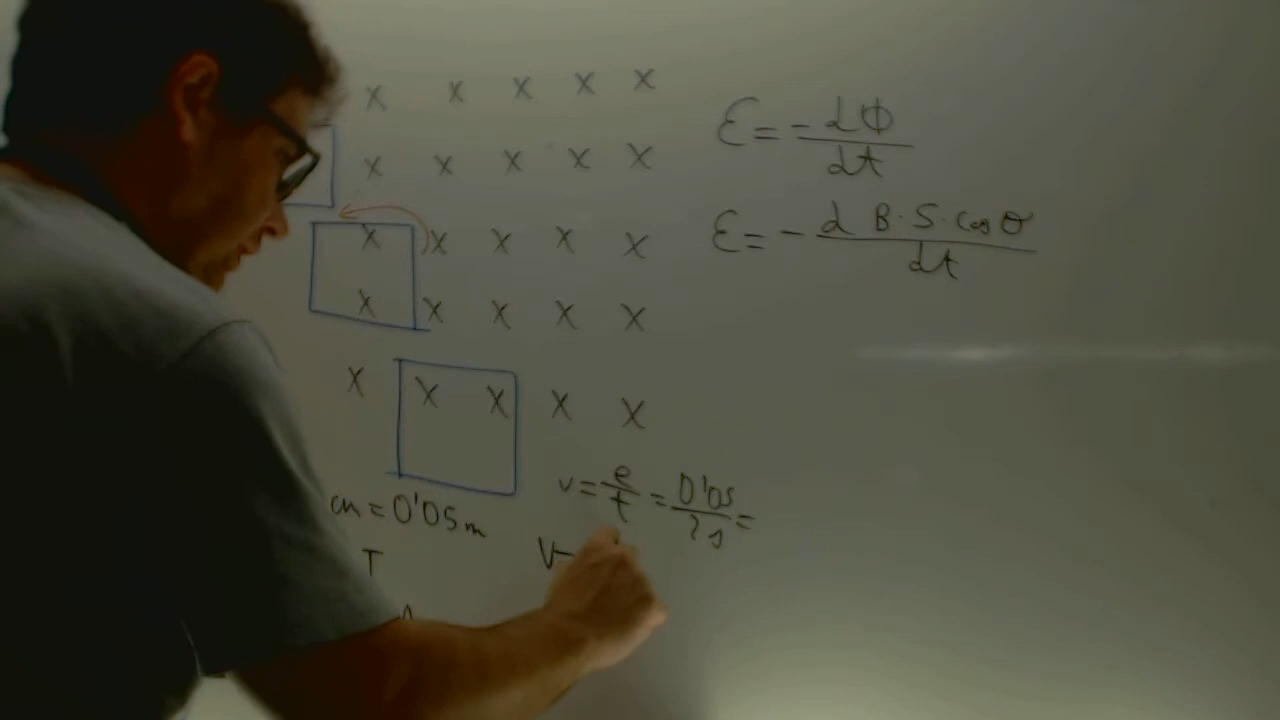 x x x x x
x x x x x
x x x x x
x x x x x
x x x x x
ℰ = - dΦ / dt
ℰ = - d B · S · cos θ / dt
cm = 0'05 m
v = e / t = 0'05 / 2 s =
T
V